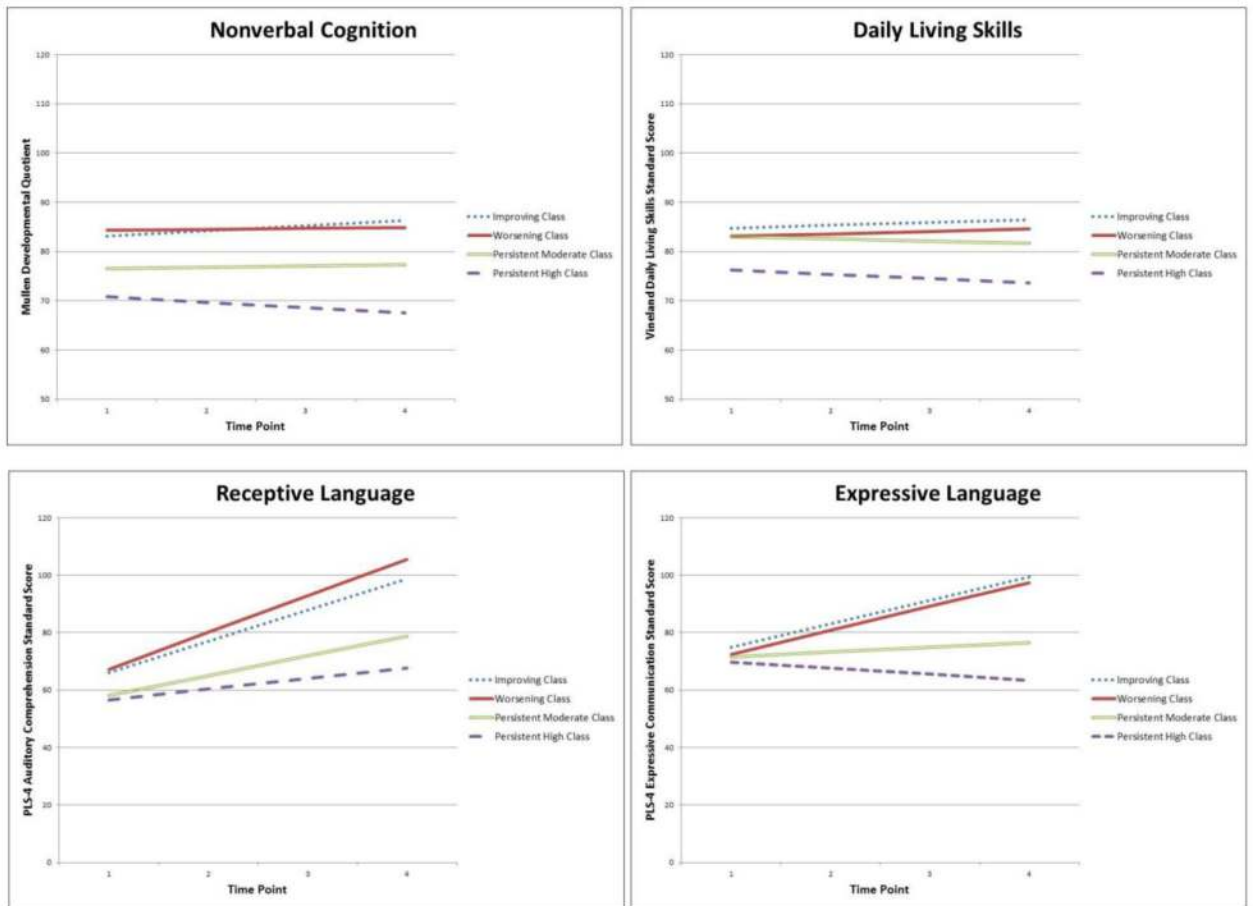 Nonverbal Cognition
Mullen Developmental Quotient
120
110
100
90
80
70
60
50
1 2 3 4
Time Point
Improving Class
Worsening Class
Persistent Moderate Class
Persistent High Class
Daily Living Skills
Vineland Daily Living Skills Standard Score
120
110
100
90
80
70
60
50
1 2 3 4
Time Point
Improving Class
Worsening Class
Persistent Moderate Class
Persistent High Class
Receptive Language
PLS-4 Auditory Comprehension Standard Score
120
100
80
60
40
20
0
1 2 3 4
Time Point
Improving Class
Worsening Class
Persistent Moderate Class
Persistent High Class
Expressive Language
PLS-4 Expressive Communication Standard Score
120
100
80
60
40
20
0
1 2 3 4
Time Point
Improving Class
Worsening Class
Persistent Moderate Class
Persistent High Class